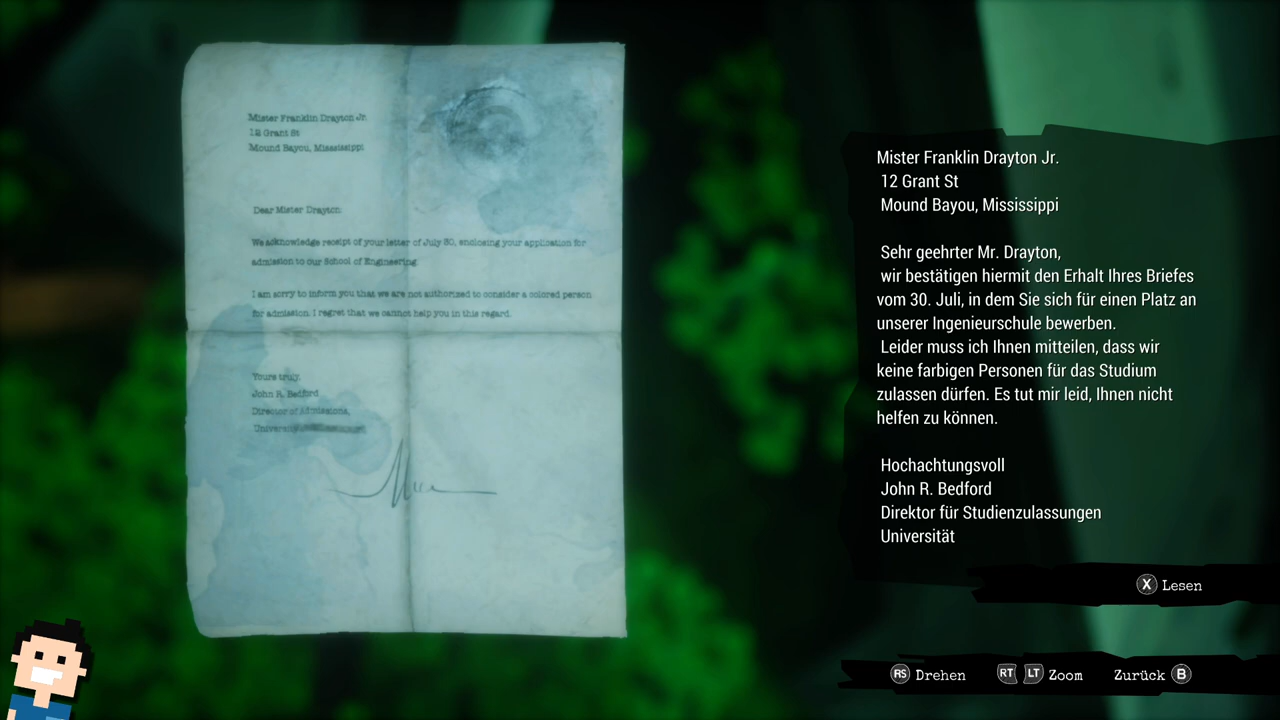 Mister Franklin Drayton Jr.
12 Grant St
Mound Bayou, Mississippi
Dear Mister Drayton:
We acknowledge receipt of your letter of July 30, enclosing your application for
admission to our School of Engineering.
I am sorry to inform you that we are not authorized to consider a colored person
for admission. I regret that we cannot help you in this regard.
Yours truly,
John R. Bedford
Director of Admissions,
University
Mister Franklin Drayton Jr.
12 Grant St
Mound Bayou, Mississippi
Sehr geehrter Mr. Drayton,
wir bestätigen hiermit den Erhalt Ihres Briefes
vom 30. Juli, in dem Sie sich für einen Platz an
unserer Ingenieurschule bewerben.
Leider muss ich Ihnen mitteilen, dass wir
keine farbigen Personen für das Studium
zulassen dürfen. Es tut mir leid, Ihnen nicht
helfen zu können.
Hochachtungsvoll
John R. Bedford
Direktor für Studienzulassungen
Universität
X Lesen
RS Drehen RT LT Zoom Zurück B